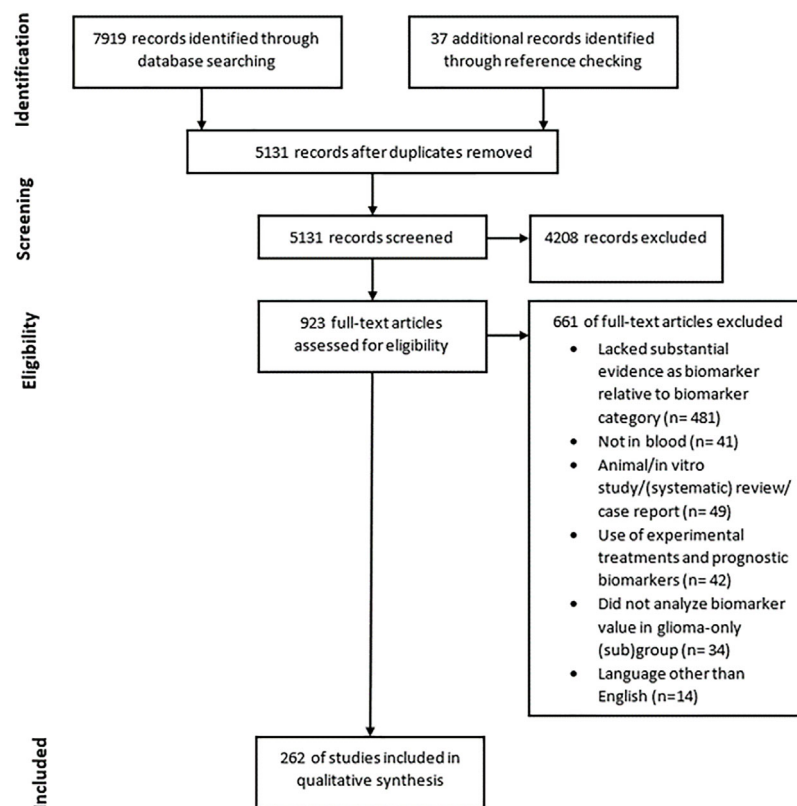 Identification
7919 records identified through
database searching
37 additional records identified
through reference checking
5131 records after duplicates removed
Screening
5131 records screened
4208 records excluded
Eligibility
923 full-text articles
assessed for eligibility
661 of full-text articles excluded
• Lacked substantial
evidence as biomarker
relative to biomarker
category (n= 481)
• Not in blood (n= 41)
• Animal/in vitro
study/(systematic) review/
case report (n= 49)
• Use of experimental
treatments and prognostic
biomarkers (n= 42)
• Did not analyze biomarker
value in glioma-only
(sub)group (n= 34)
• Language other than
English (n=14)
Included
262 of studies included in
qualitative synthesis